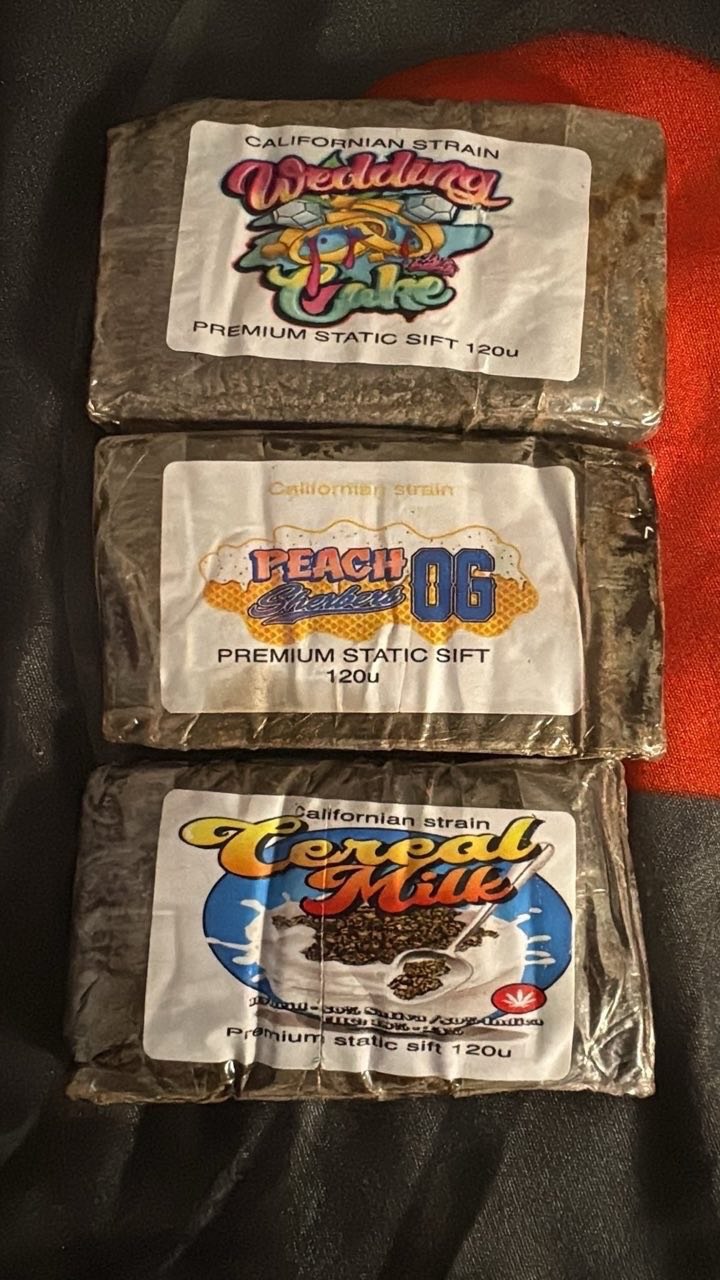 CALIFORNIAN STRAIN
Wedding
Cake
PREMIUM STATIC SIFT 120u
Californian strain
PEACH
Sherbers
OG
PREMIUM STATIC SIFT
120u
Californian strain
Cereal
Milk
Premium static sift 120u